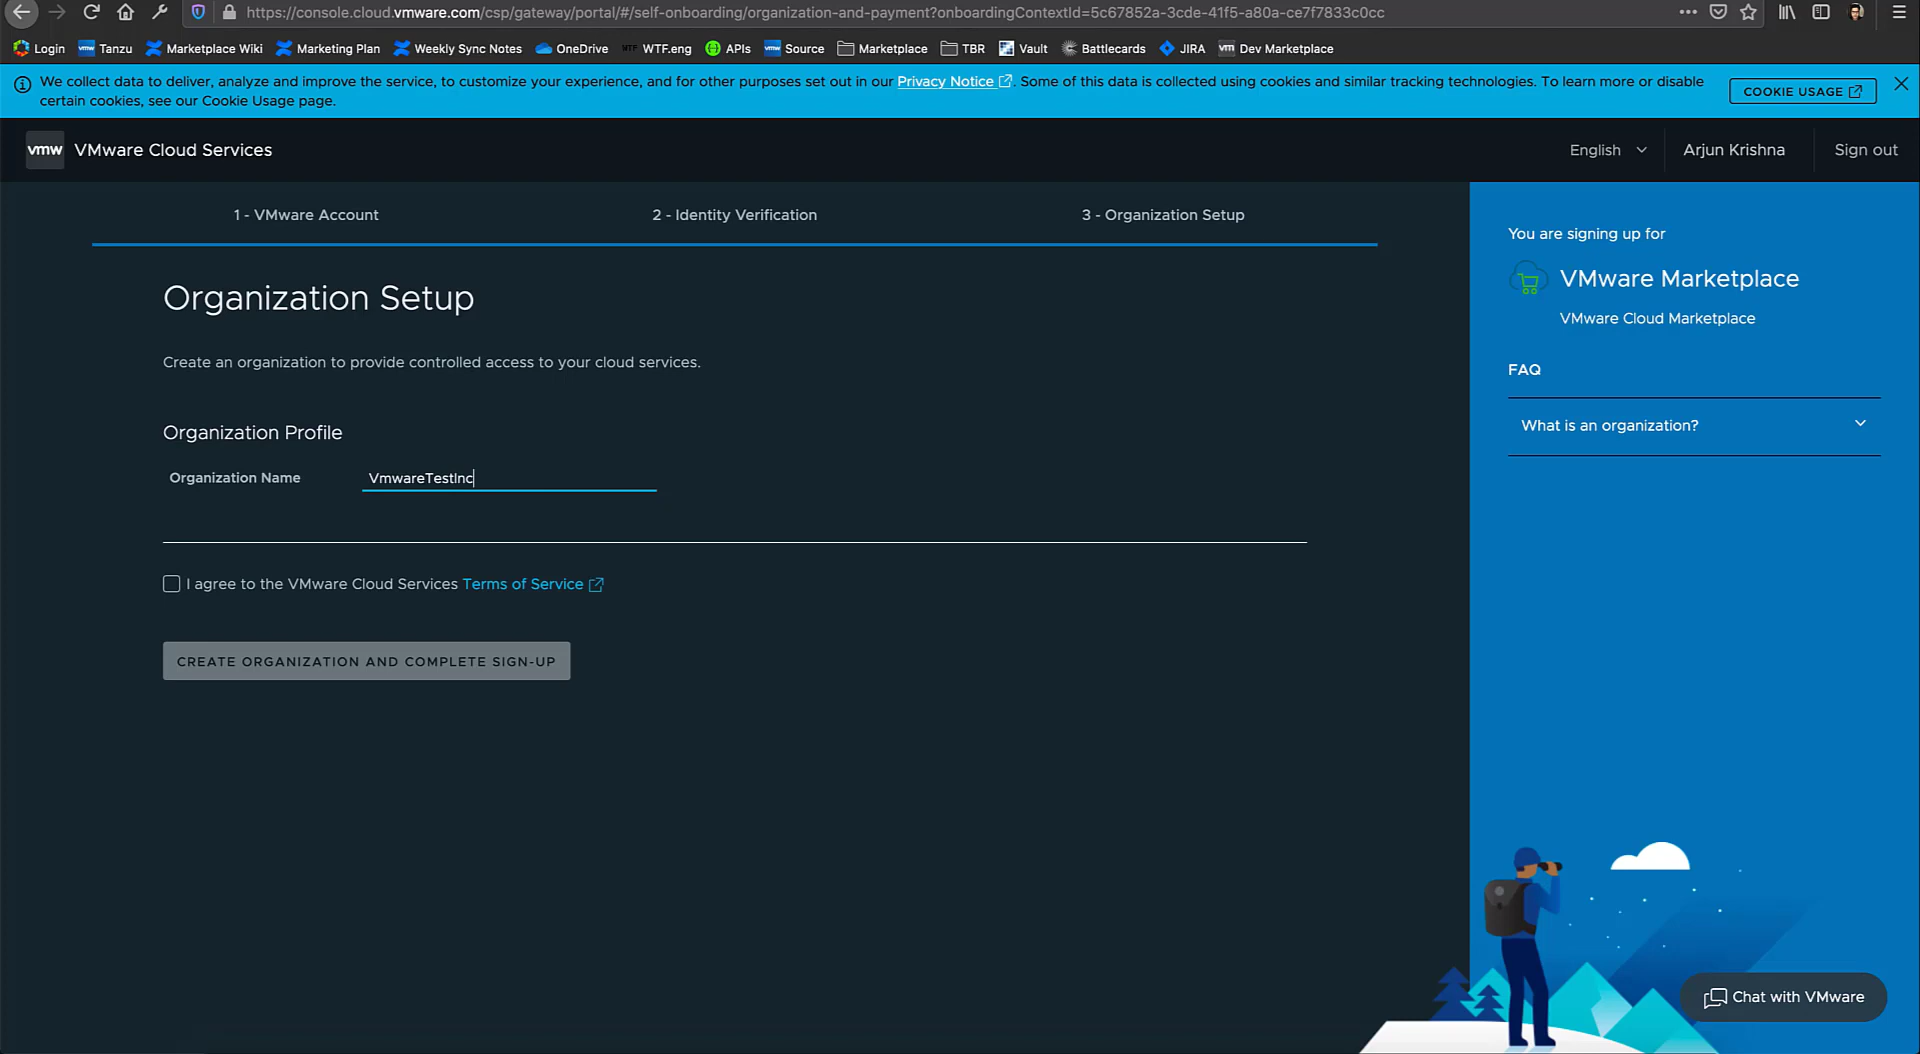 https://console.cloud.vmware.com/csp/gateway/portal/#/self-onboarding/organization-and-payment?onboardingContextId=5c67852a-3cde-41f5-a80a-ce7f7833c0cc
Login Tanzu Marketplace Wiki Marketing Plan Weekly Sync Notes OneDrive WTF WTF.eng APIs vmw Source Marketplace TBR Vault Battlecards JIRA vm Dev Marketplace
We collect data to deliver, analyze and improve the service, to customize your experience, and for other purposes set out in our Privacy Notice. Some of this data is collected using cookies and similar tracking technologies. To learn more or disable
certain cookies, see our Cookie Usage page.
COOKIE USAGE
vmw VMware Cloud Services
English
Arjun Krishna
Sign out
1 - VMware Account
2 - Identity Verification
3 - Organization Setup
Organization Setup
Create an organization to provide controlled access to your cloud services.
Organization Profile
Organization Name VmwareTestInc
I agree to the VMware Cloud Services Terms of Service
CREATE ORGANIZATION AND COMPLETE SIGN-UP
You are signing up for
VMware Marketplace
VMware Cloud Marketplace
FAQ
What is an organization?
Chat with VMware